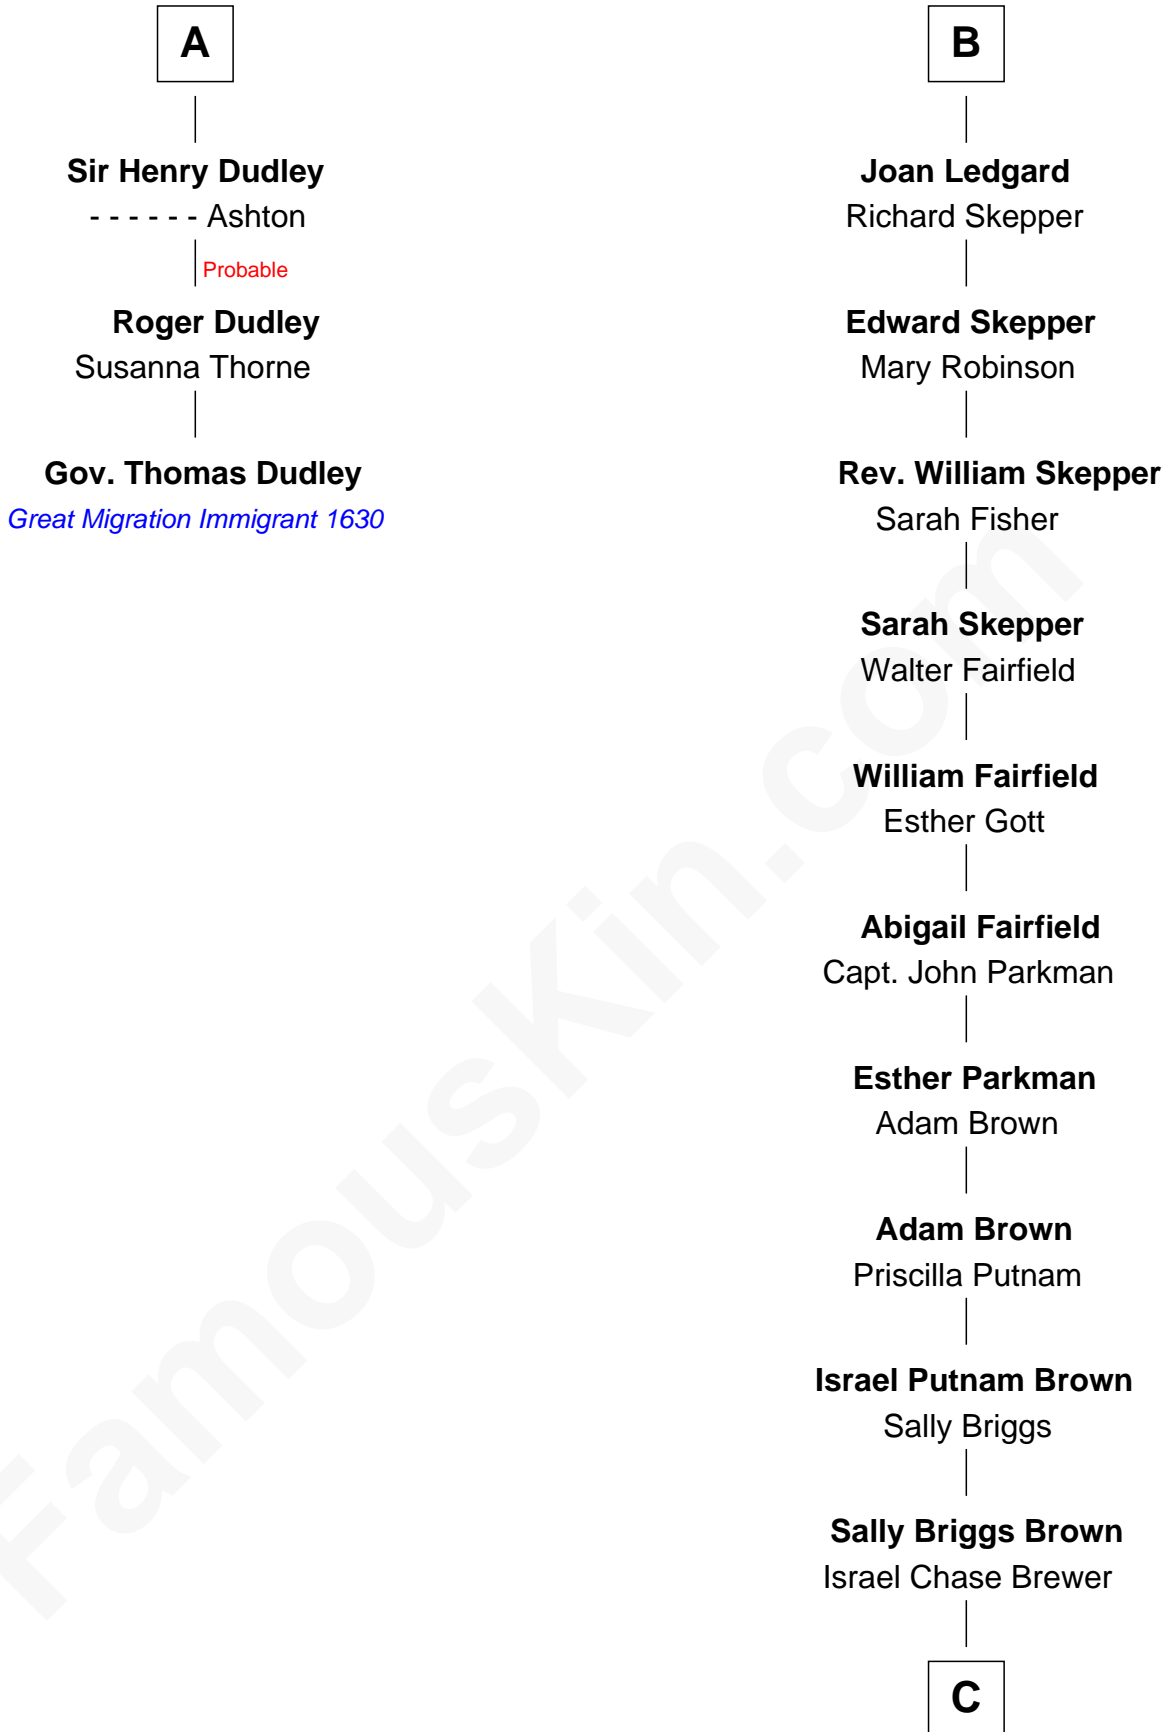 A
Sir Henry Dudley
- - - - - - Ashton
Probable
Roger Dudley
Susanna Thorne
Gov. Thomas Dudley
Great Migration Immigrant 1630
B
Joan Ledgard
Richard Skepper
Edward Skepper
Mary Robinson
Rev. William Skepper
Sarah Fisher
Sarah Skepper
Walter Fairfield
William Fairfield
Esther Gott
Abigail Fairfield
Capt. John Parkman
Esther Parkman
Adam Brown
Adam Brown
Priscilla Putnam
Israel Putnam Brown
Sally Briggs
Sally Briggs Brown
Israel Chase Brewer
C
FamousKin.com